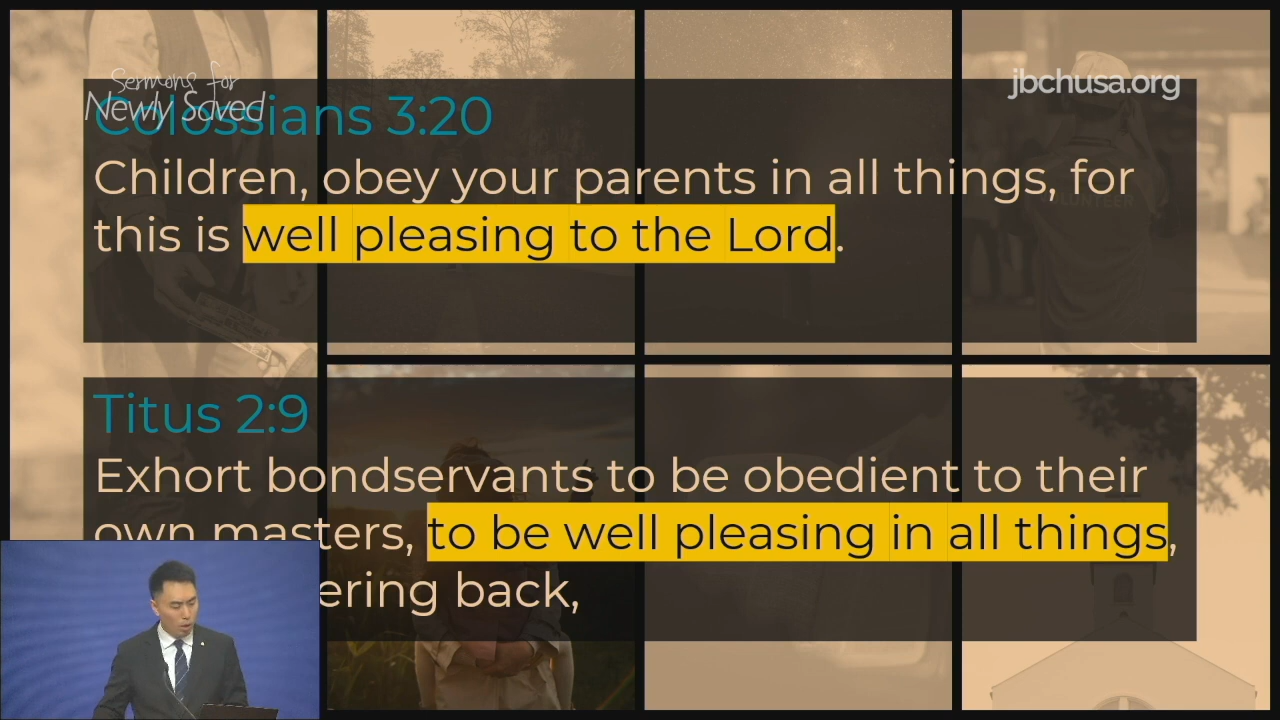 Sermons for
Newly Saved
jbchusa.org
Colossians 3:20
Children, obey your parents in all things, for
this is well pleasing to the Lord.
VOLUNTEER
Titus 2:9
Exhort bondservants to be obedient to their
own masters, to be well pleasing in all things,
ering back,